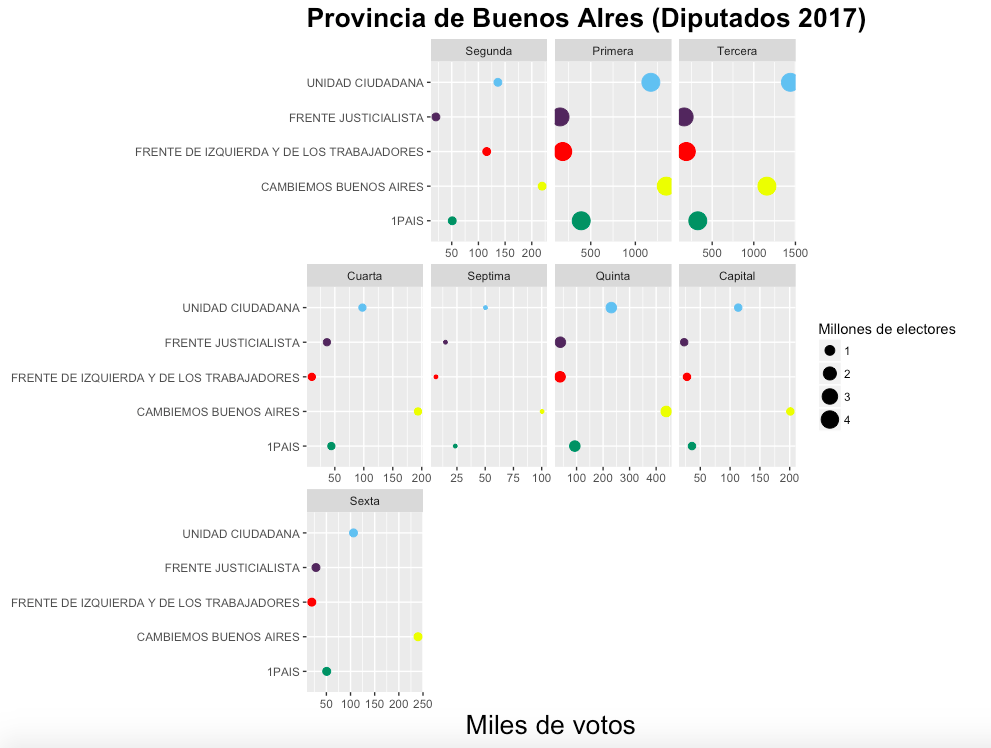 Provincia de Buenos AIres (Diputados 2017)
Segunda Primera Tercera
UNIDAD CIUDADANA
FRENTE JUSTICIALISTA
FRENTE DE IZQUIERDA Y DE LOS TRABAJADORES
CAMBIEMOS BUENOS AIRES
1PAIS
50 100 150 200 500 1000 500 1000 1500
Cuarta Septima Quinta Capital
UNIDAD CIUDADANA
FRENTE JUSTICIALISTA
FRENTE DE IZQUIERDA Y DE LOS TRABAJADORES
CAMBIEMOS BUENOS AIRES
1PAIS
50 100 150 200 25 50 75 100 100 200 300 400 50 100 150 200
Millones de electores
1
2
3
4
Sexta
UNIDAD CIUDADANA
FRENTE JUSTICIALISTA
FRENTE DE IZQUIERDA Y DE LOS TRABAJADORES
CAMBIEMOS BUENOS AIRES
1PAIS
50 100 150 200 250
Miles de votos